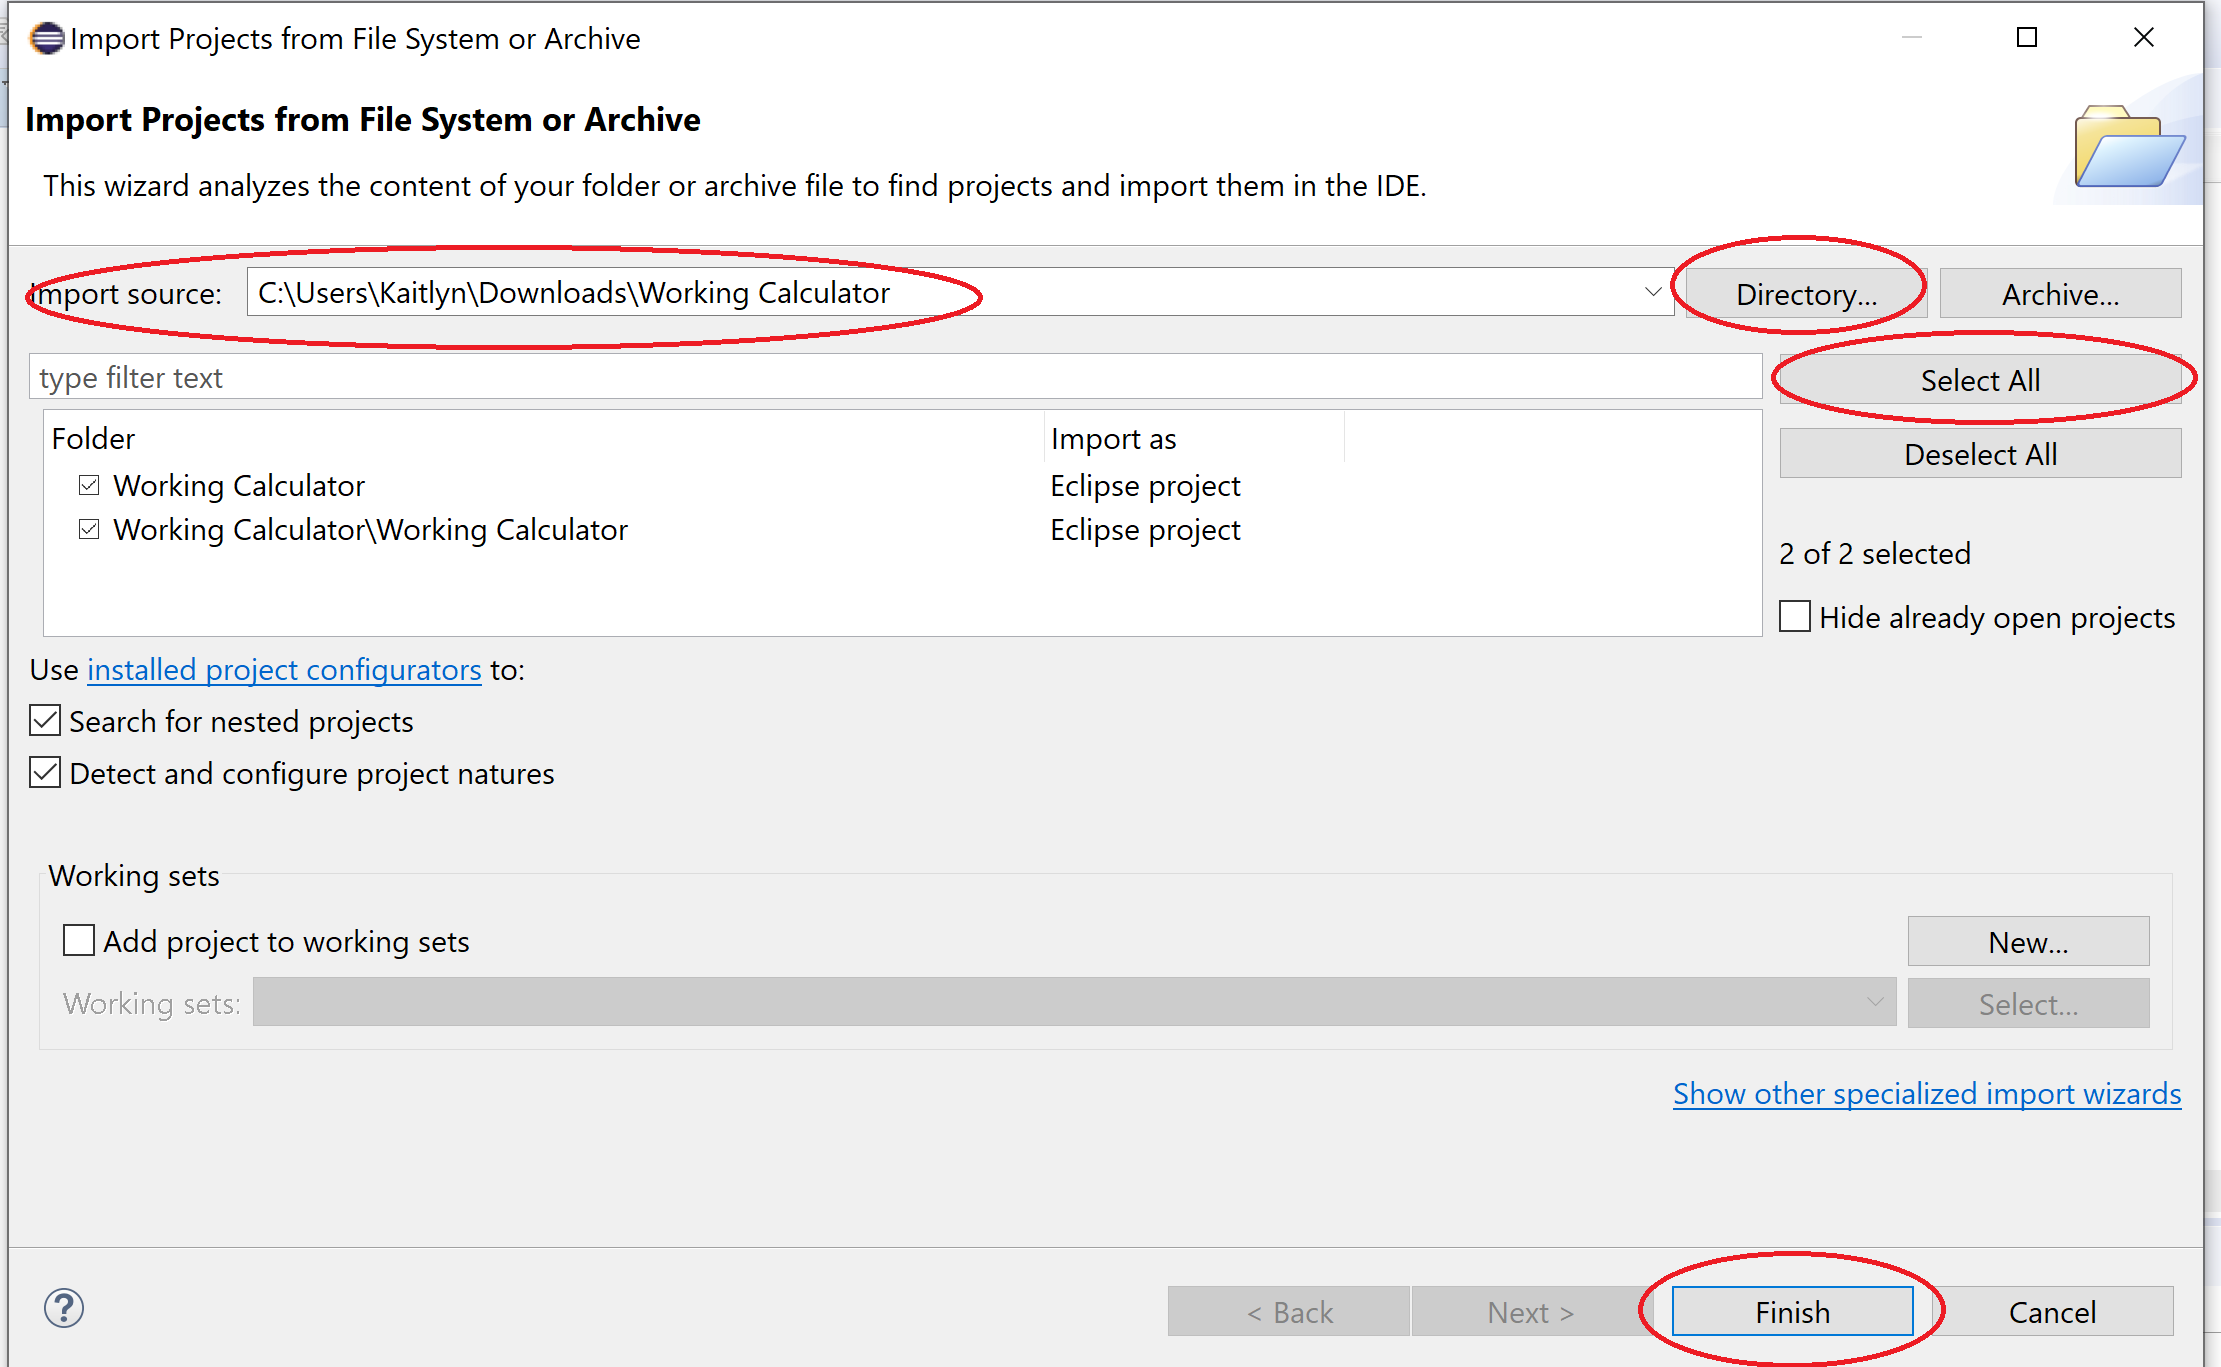 Import Projects from File System or Archive
Import Projects from File System or Archive
This wizard analyzes the content of your folder or archive file to find projects and import them in the IDE.
Import source: C:\Users\Kaitlyn\Downloads\Working Calculator Directory... Archive...
type filter text Select All
Folder Import as Deselect All
Working Calculator Eclipse project
Working Calculator\Working Calculator Eclipse project
2 of 2 selected
Hide already open projects
Use installed project configurators to:
Search for nested projects
Detect and configure project natures
Working sets
Add project to working sets New...
Working sets: Select...
Show other specialized import wizards
? < Back Next > Finish Cancel